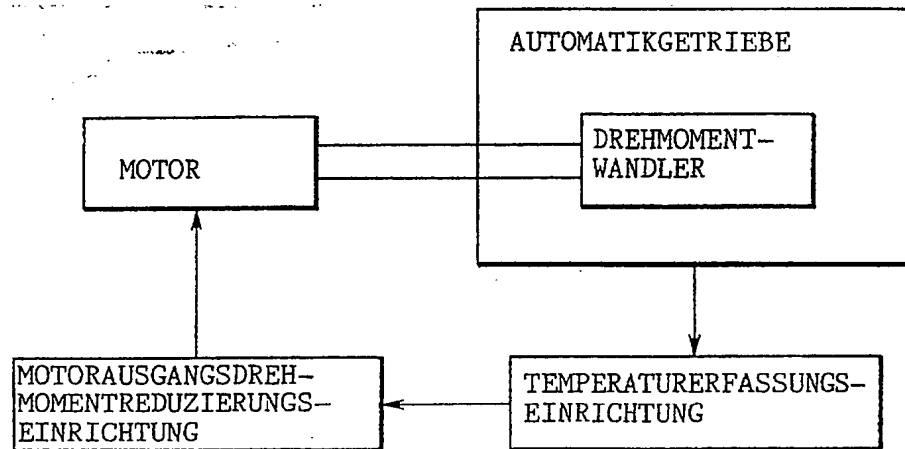 AUTOMATIKGETRIEBE
DREHMOMENT-
WANDLER
MOTOR
MOTORAUSGANGSDREH-
MOMENTREDUZIERUNGS-
EINRICHTUNG
TEMPERATURERFASSUNGS-
EINRICHTUNG